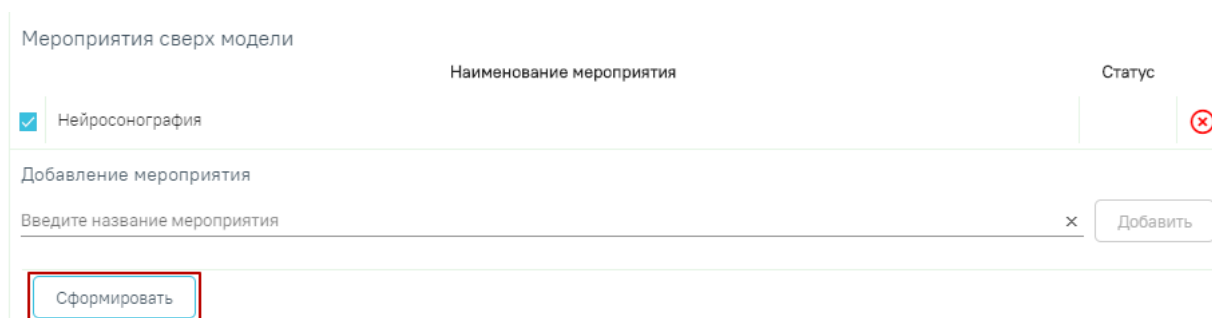 Мероприятия сверх модели
Наименование мероприятия Статус
Нейросонография
Добавление мероприятия
Введите название мероприятия Добавить
Сформировать